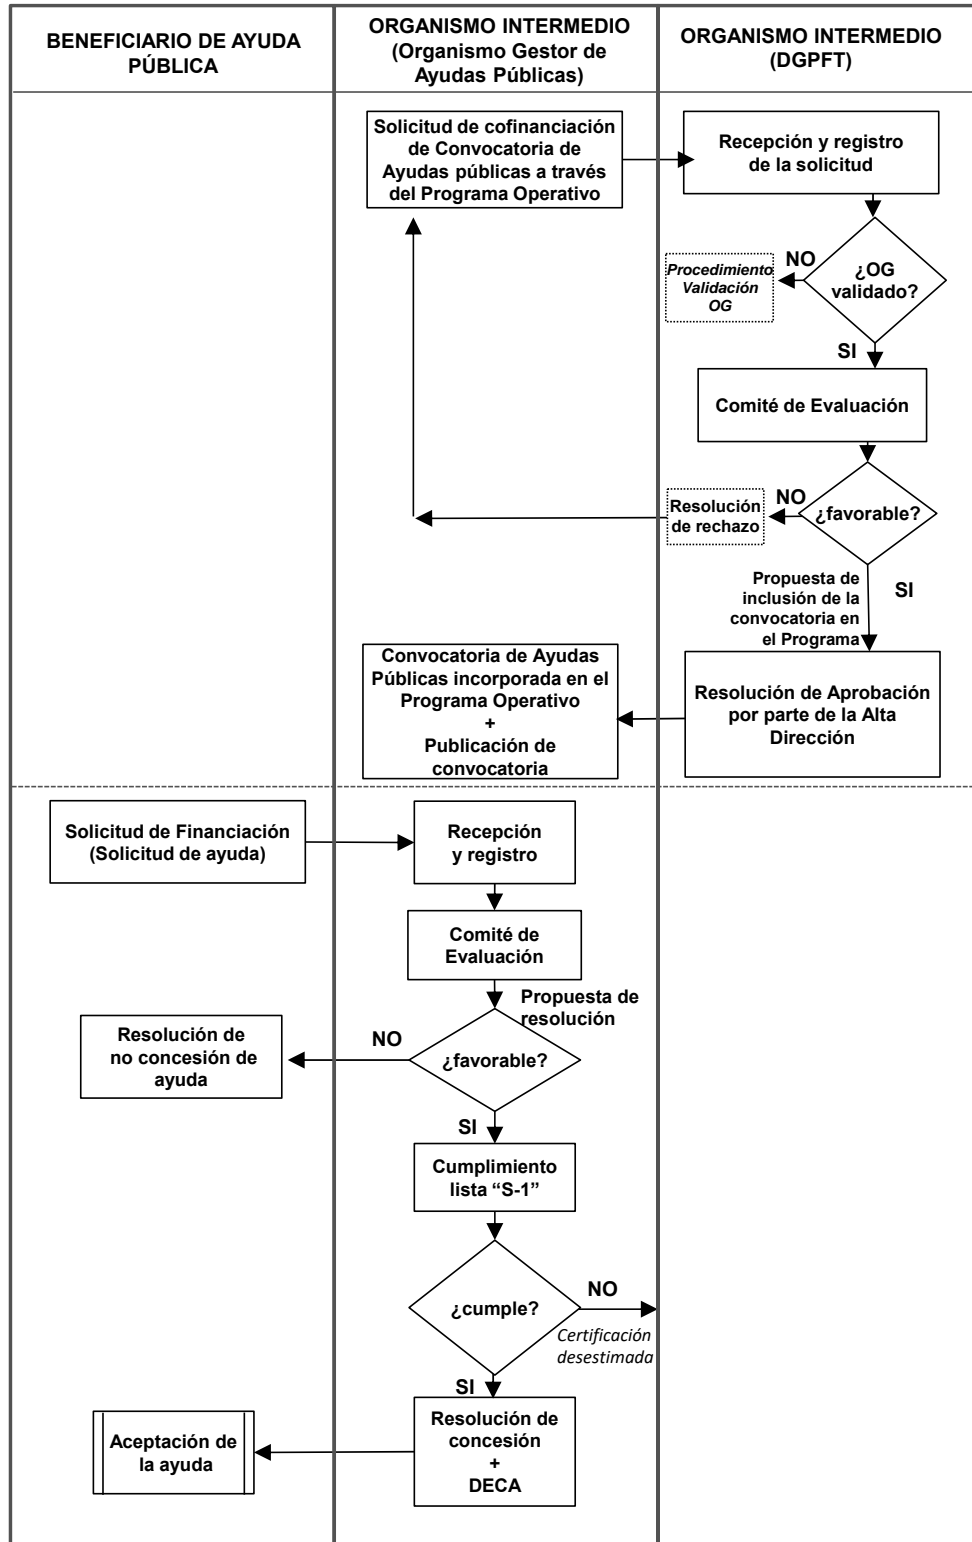 BENEFICIARIO DE AYUDA
PÚBLICA
ORGANISMO INTERMEDIO
(Organismo Gestor de
Ayudas Públicas)
ORGANISMO INTERMEDIO
(DGPFT)
Solicitud de cofinanciación
de Convocatoria de
Ayudas públicas a través
del Programa Operativo
Recepción y registro
de la solicitud
NO
¿OG
validado?
Procedimiento
Validación
OG
SI
Comité de Evaluación
NO
¿favorable?
Resolución
de rechazo
SI
Propuesta de
inclusión de la
convocatoria en
el Programa
Convocatoria de Ayudas
Públicas incorporada en el
Programa Operativo
+
Publicación de
convocatoria
Resolución de Aprobación
por parte de la Alta
Dirección
Solicitud de Financiación
(Solicitud de ayuda)
Recepción
y registro
Comité de
Evaluación
Propuesta de
resolución
NO
¿favorable?
Resolución de
no concesión de
ayuda
SI
Cumplimiento
lista “S-1”
¿cumple?
NO
Certificación
desestimada
SI
Resolución de
concesión
+
DECA
Aceptación de
la ayuda